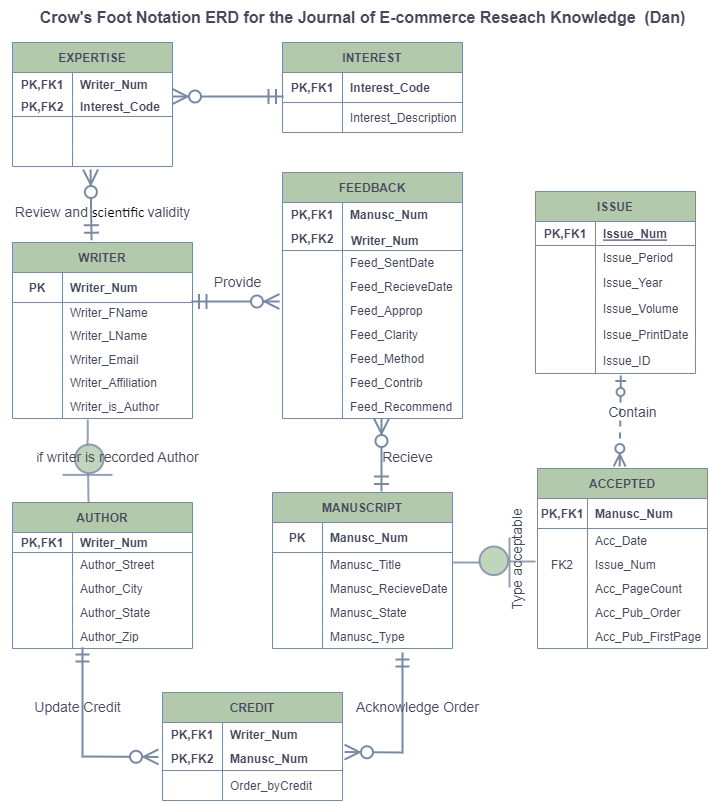 Crow's Foot Notation ERD for the Journal of E-commerce Reseach Knowledge (Dan)
EXPERTISE
PK,FK1 Writer_Num
PK,FK2 Interest_Code
INTEREST
PK,FK1 Interest_Code
Interest_Description
Review and scientific validity
WRITER
PK Writer_Num
Writer_FName
Writer_LName
Writer_Email
Writer_Affiliation
Writer_is_Author
Provide
FEEDBACK
PK,FK1 Manusc_Num
PK,FK2 Writer_Num
Feed_SentDate
Feed_RecieveDate
Feed_Approp
Feed_Clarity
Feed_Method
Feed_Contrib
Feed_Recommend
ISSUE
PK,FK1 Issue_Num
Issue_Period
Issue_Year
Issue_Volume
Issue_PrintDate
Issue_ID
Contain
if writer is recorded Author
Recieve
AUTHOR
PK,FK1 Writer_Num
Author_Street
Author_City
Author_State
Author_Zip
MANUSCRIPT
PK Manusc_Num
Manusc_Title
Manusc_RecieveDate
Manusc_State
Manusc_Type
Type acceptable
ACCEPTED
PK,FK1 Manusc_Num
Acc_Date
FK2 Issue_Num
Acc_PageCount
Acc_Pub_Order
Acc_Pub_FirstPage
Update Credit
Acknowledge Order
CREDIT
PK,FK1 Writer_Num
PK,FK2 Manusc_Num
Order_byCredit